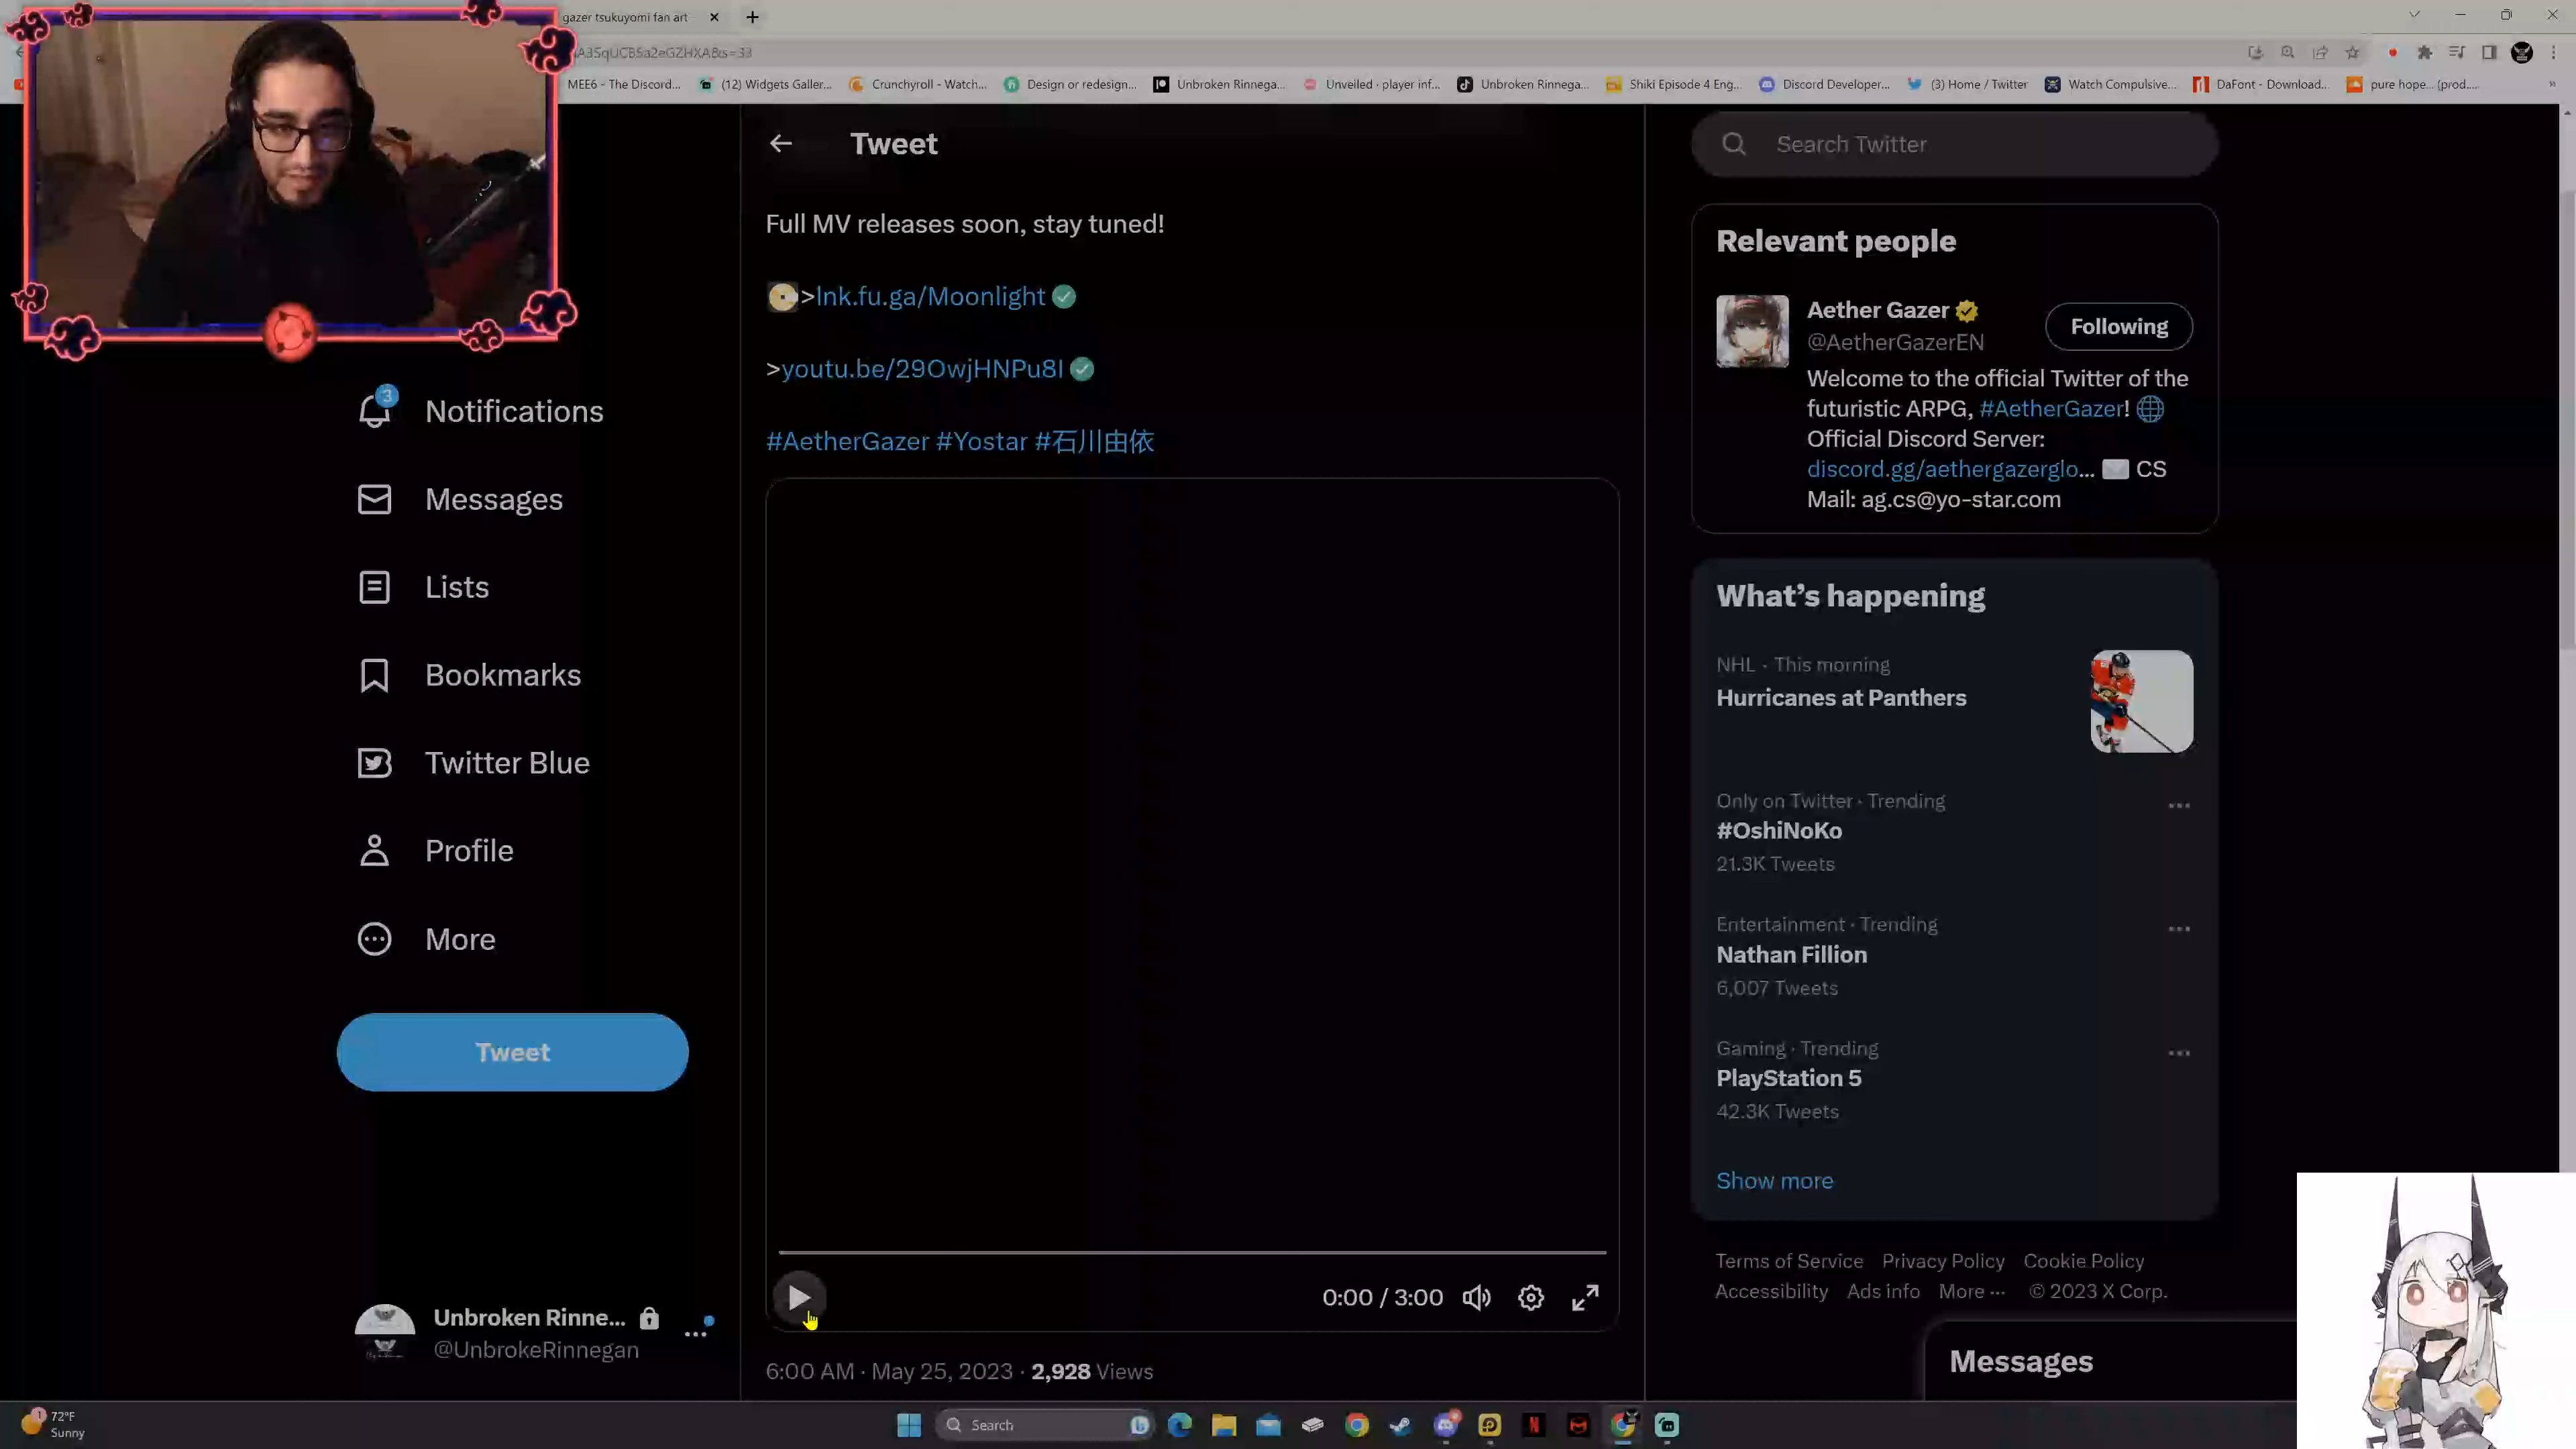 gazer tsukuyomi fan art
A3SqUCB5a2eGZHXA&s=33
MEE6 - The Discord...
(12) Widgets Galler...
Crunchyroll - Watch...
Design or redesign...
Unbroken Rinnega...
Unveiled · player inf...
Unbroken Rinnega...
Shiki Episode 4 Eng...
Discord Developer...
(3) Home / Twitter
Watch Compulsive...
DaFont - Download...
pure hope... (prod....
Tweet
Search Twitter
Full MV releases soon, stay tuned!
>lnk.fu.ga/Moonlight
>youtu.be/29OwjHNPu8I
#AetherGazer #Yostar #石川由依
3
Notifications
Messages
Lists
Bookmarks
Twitter Blue
Profile
More
Tweet
Unbroken Rinne...
@UnbrokeRinnegan
0:00 / 3:00
6:00 AM · May 25, 2023 · 2,928 Views
Relevant people
Aether Gazer
@AetherGazerEN
Following
Welcome to the official Twitter of the
futuristic ARPG, #AetherGazer!
Official Discord Server:
discord.gg/aethergazerglo... CS
Mail: ag.cs@yo-star.com
What's happening
NHL · This morning
Hurricanes at Panthers
Only on Twitter · Trending
#OshiNoKo
21.3K Tweets
Entertainment · Trending
Nathan Fillion
6,007 Tweets
Gaming · Trending
PlayStation 5
42.3K Tweets
Show more
Terms of Service Privacy Policy Cookie Policy
Accessibility Ads info More ··· © 2023 X Corp.
Messages
1
72°F
Sunny
Search